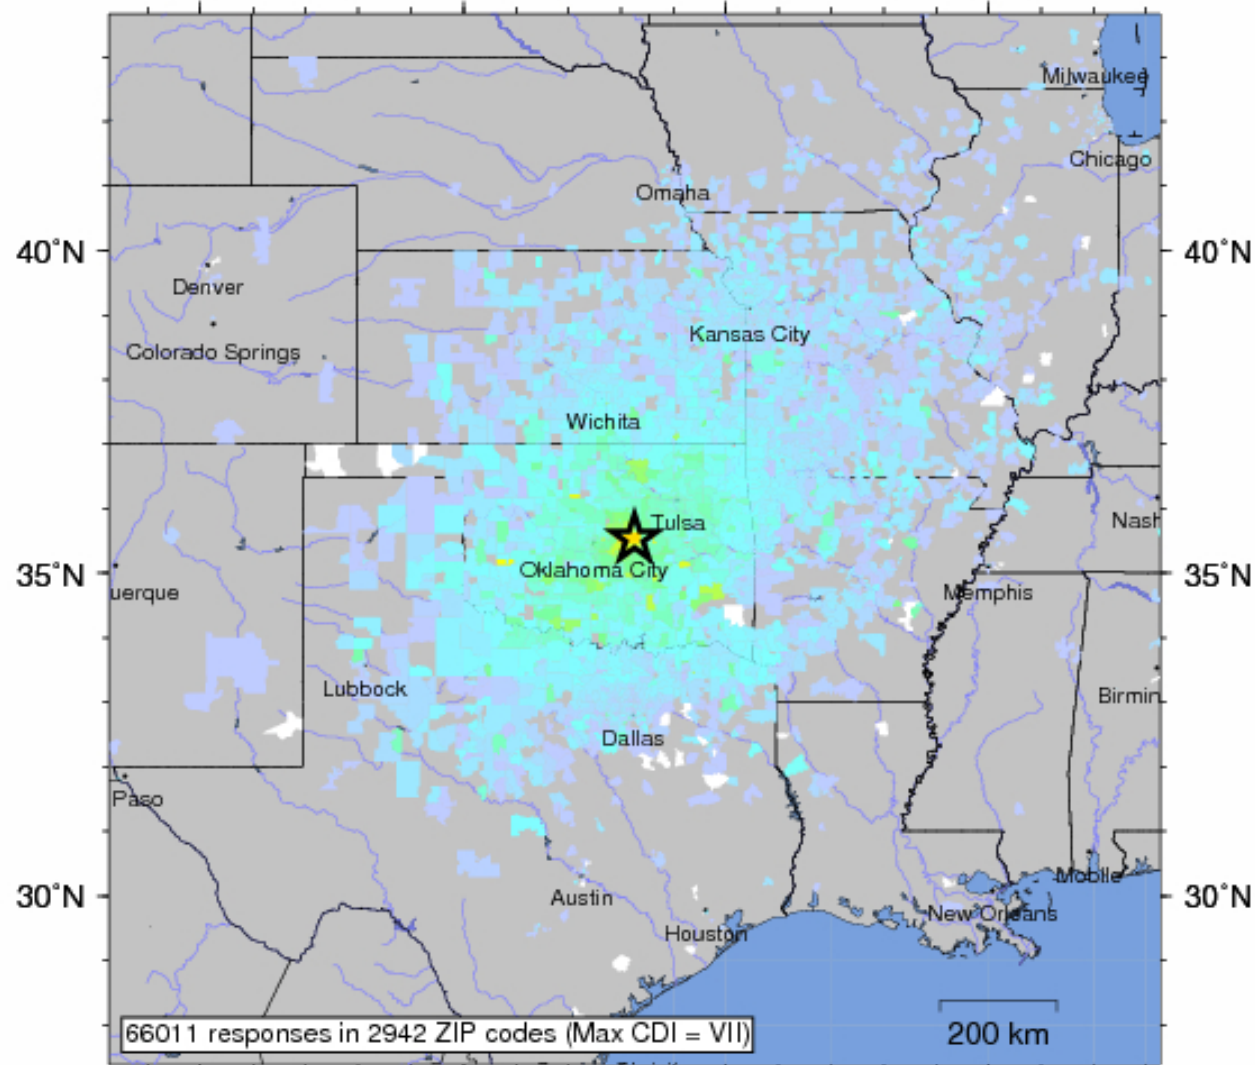 Milwaukee
Chicago
Omaha
40°N
40°N
Denver
Kansas City
Colorado Springs
Wichita
Tulsa
Nash
35°N
Oklahoma City
35°N
uerque
Memphis
Lubbock
Birmin
Dallas
Paso
Mobile
30°N
Austin
30°N
New Orleans
Houston
66011 responses in 2942 ZIP codes (Max CDI = VII)
200 km